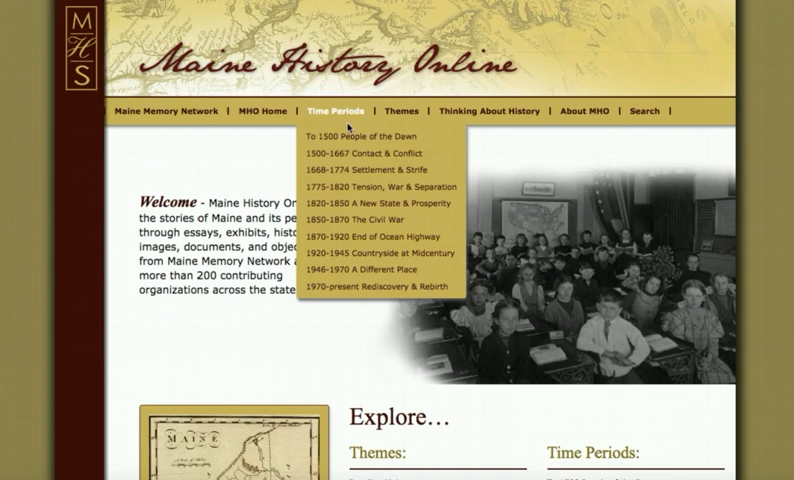 M
H
S
Maine History Online
Maine Memory Network | MHO Home | Time Periods | Themes | Thinking About History | About MHO | Search |
To 1500 People of the Dawn
1500-1667 Contact & Conflict
1668-1774 Settlement & Strife
1775-1820 Tension, War & Separation
1820-1850 A New State & Prosperity
1850-1870 The Civil War
1870-1920 End of Ocean Highway
1920-1945 Countryside at Midcentury
1946-1970 A Different Place
1970-present Rediscovery & Rebirth
Welcome - Maine History On
the stories of Maine and its pe
through essays, exhibits, histo
images, documents, and objec
from Maine Memory Network a
more than 200 contributing
organizations across the state
Explore...
Themes:
Time Periods:
MAINE